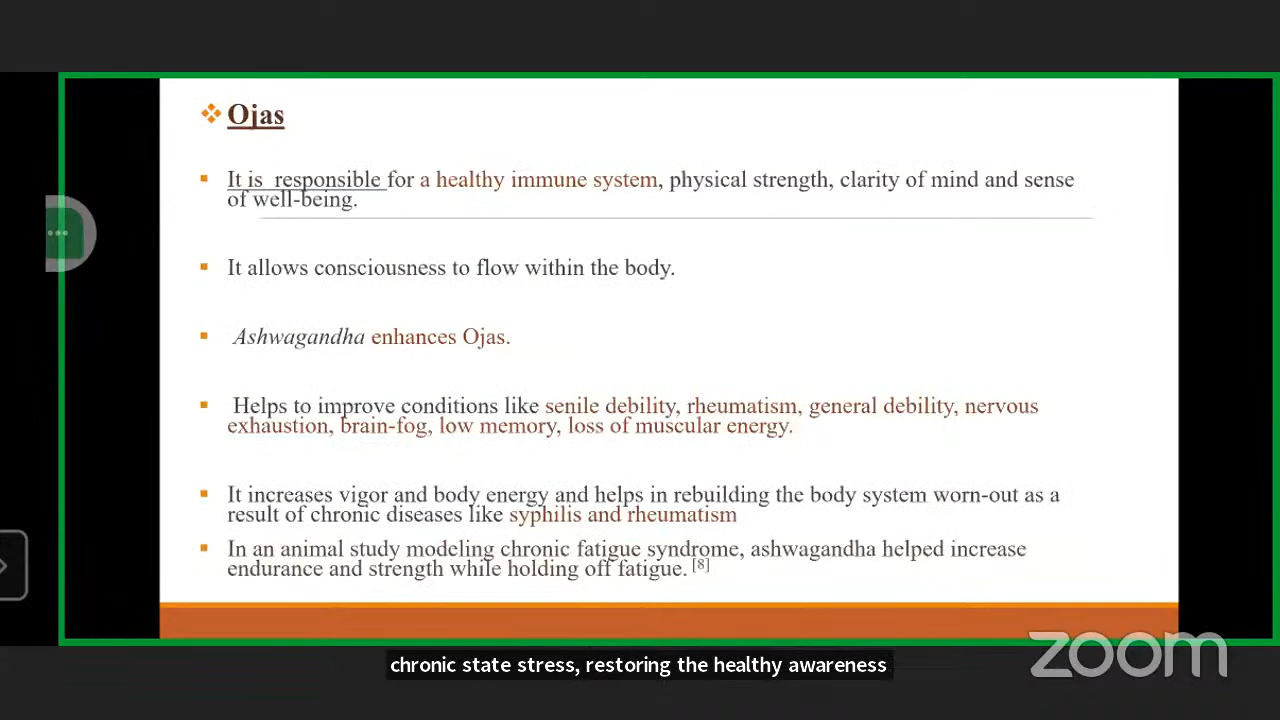 Ojas
It is responsible for a healthy immune system, physical strength, clarity of mind and sense
of well-being.
It allows consciousness to flow within the body.
Ashwagandha enhances Ojas.
Helps to improve conditions like senile debility, rheumatism, general debility, nervous
exhaustion, brain-fog, low memory, loss of muscular energy.
It increases vigor and body energy and helps in rebuilding the body system worn-out as a
result of chronic diseases like syphilis and rheumatism
In an animal study modeling chronic fatigue syndrome, ashwagandha helped increase
endurance and strength while holding off fatigue. [8]
zoom
chronic state stress, restoring the healthy awareness